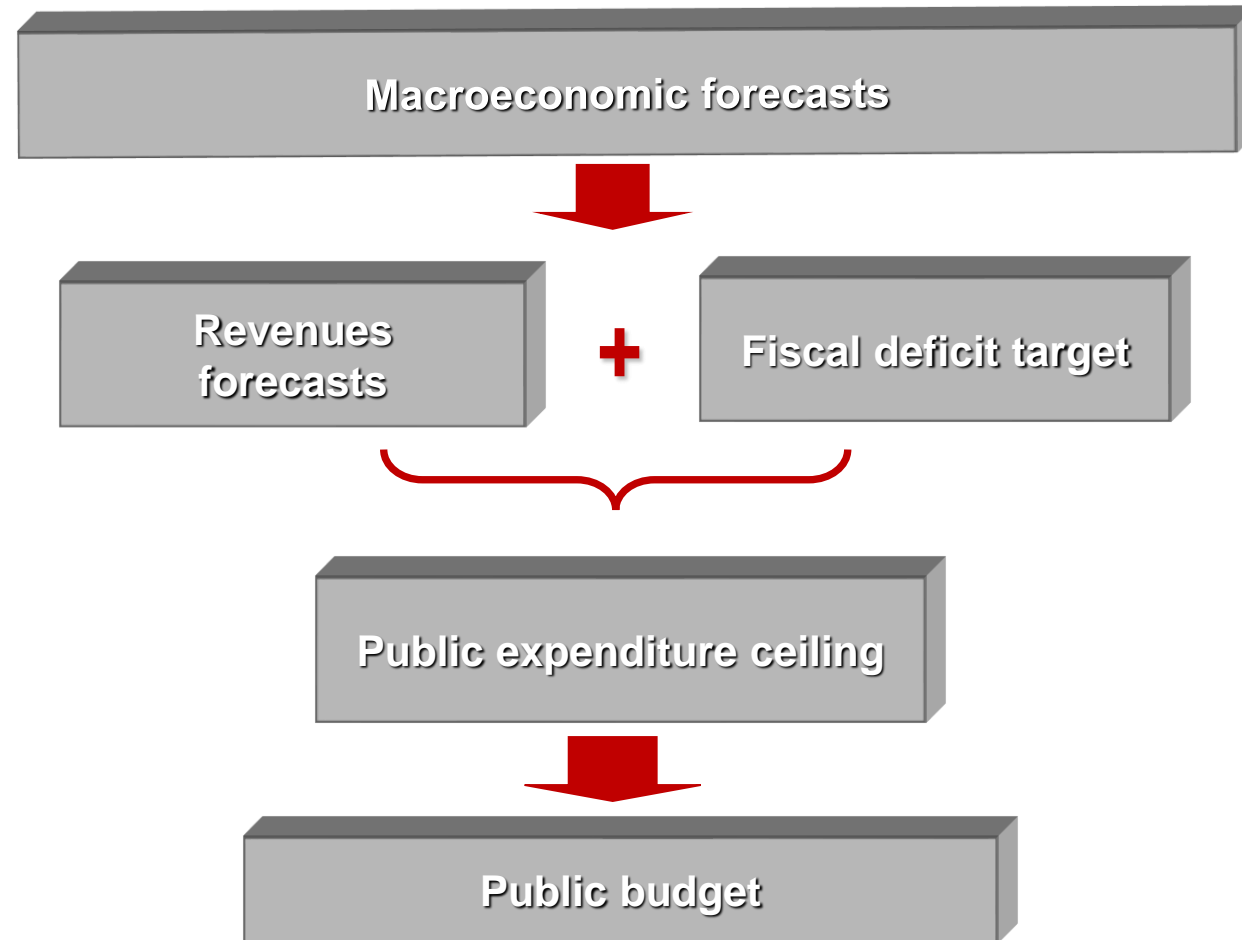 Macroeconomic forecasts
Revenues
forecasts
+
Fiscal deficit target
Public expenditure ceiling
Public budget